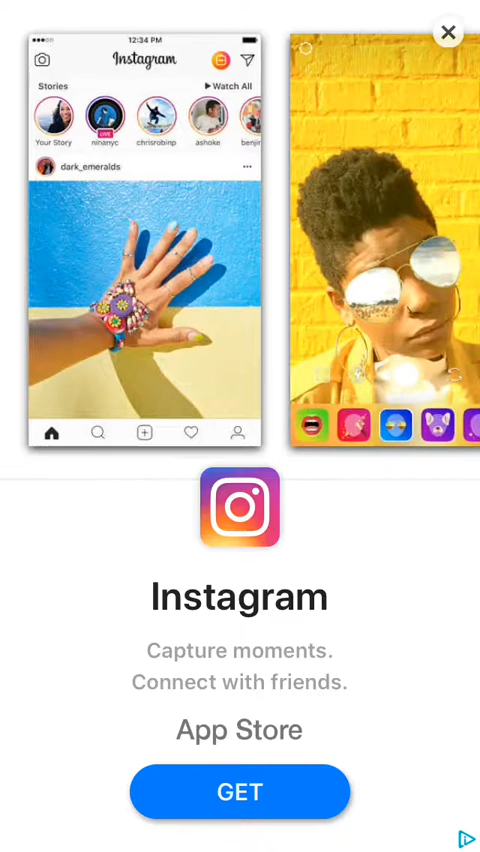 12:34 PM
Instagram
Stories
Watch All
Your Story
ninanyc
chrisrobinp
ashoke
LIVE
dark_emeralds
Instagram
Capture moments.
Connect with friends.
App Store
GET